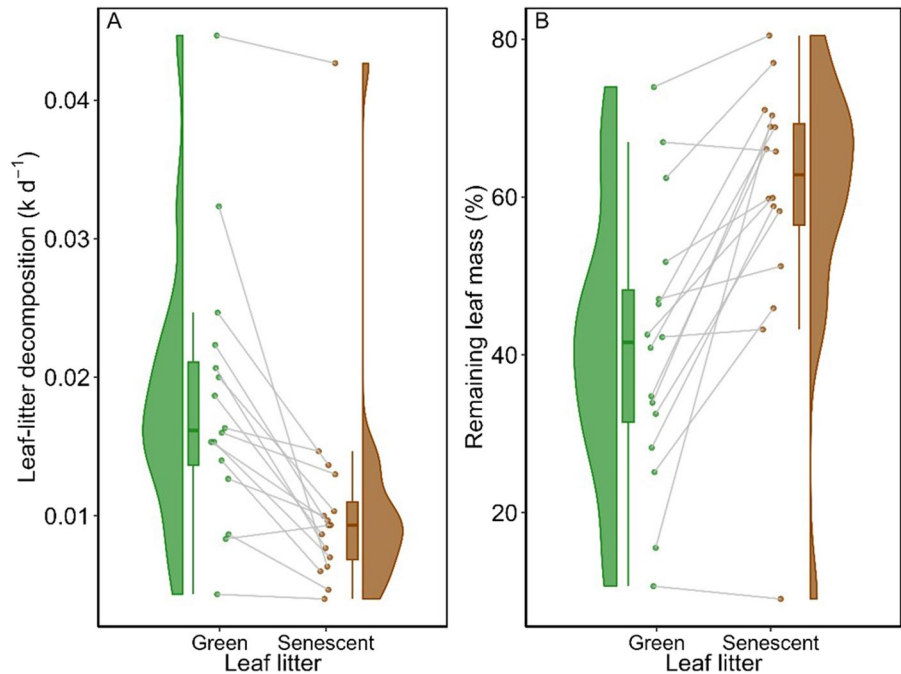 A
Leaf-litter decomposition (k d⁻¹)
0.04
0.03
0.02
0.01
Green Senescent
Leaf litter
B
Remaining leaf mass (%)
80
60
40
20
Green Senescent
Leaf litter